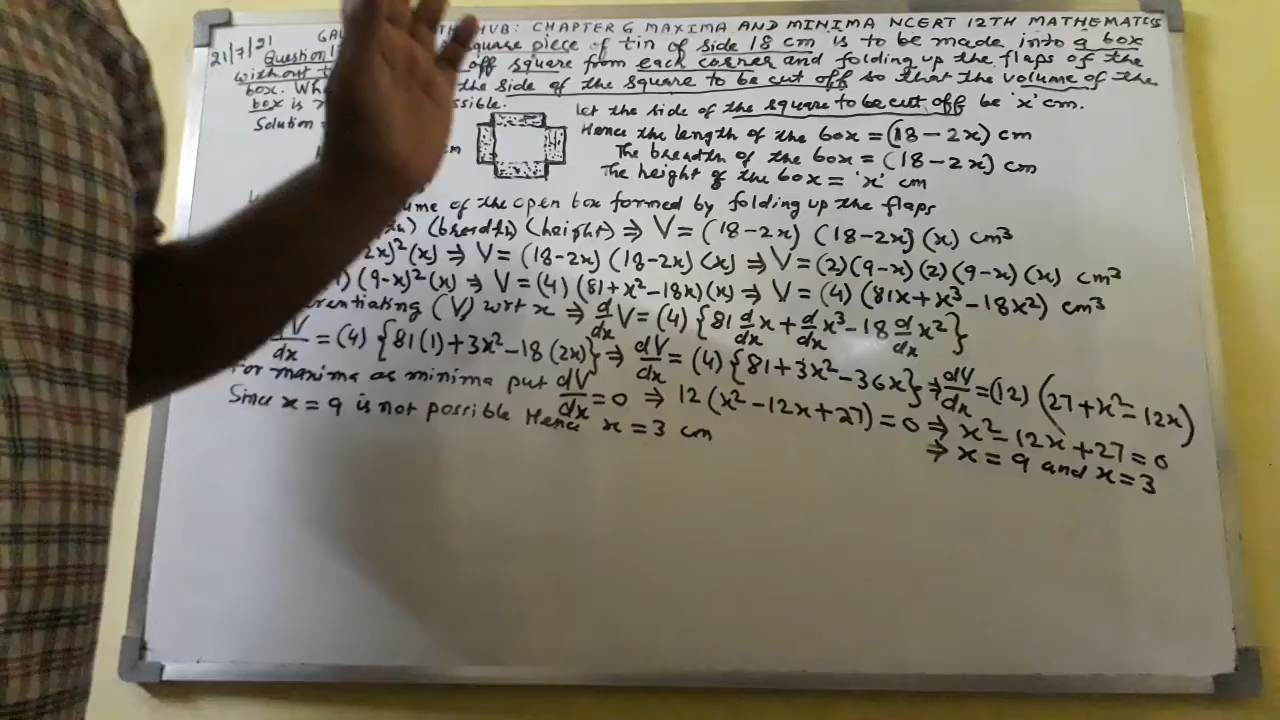 HUB: CHAPTER 6 MAXIMA AND MINIMA NCERT 12TH MATHEMATICS
21/7/21 Question square piece of tin of side 18 cm is to be made into a box
without off square from each corner and folding up the flaps of the
box. the side of the square to be cut off so that the volume of the
box is
Solution let the side of the square to be cut off be 'x' cm.
Hence the length of the box = (18-2x) cm
The breadth of the box = (18-2x) cm
The height of the box = 'x' cm
of the open box formed by folding up the flaps
(breadth) (height) ⇒ V = (18-2x) (18-2x) (x) cm³
2x)²(x) ⇒ V = (18-2x) (18-2x) (x) ⇒ V = (2)(9-x)(2)(9-x)(x) cm³
(9-x)²(x) ⇒ V = (4) (81+x²-18x)(x) ⇒ V = (4) (81x+x³-18x²) cm³
(V) wrt x ⇒ d/dx V = (4) {81 d/dx x + d/dx x³ - 18 d/dx x²}
dV/dx = (4) {81(1)+3x²-18(2x)} ⇒ dV/dx = (4) {81+3x²-36x} ⇒ dV/dx = (12) (27+x²-12x)
For maxima or minima put dV/dx = 0 ⇒ 12(x²-12x+27) = 0 ⇒ x²-12x+27 = 0
⇒ x = 9 and x = 3
Since x = 9 is not possible Hence x = 3 cm